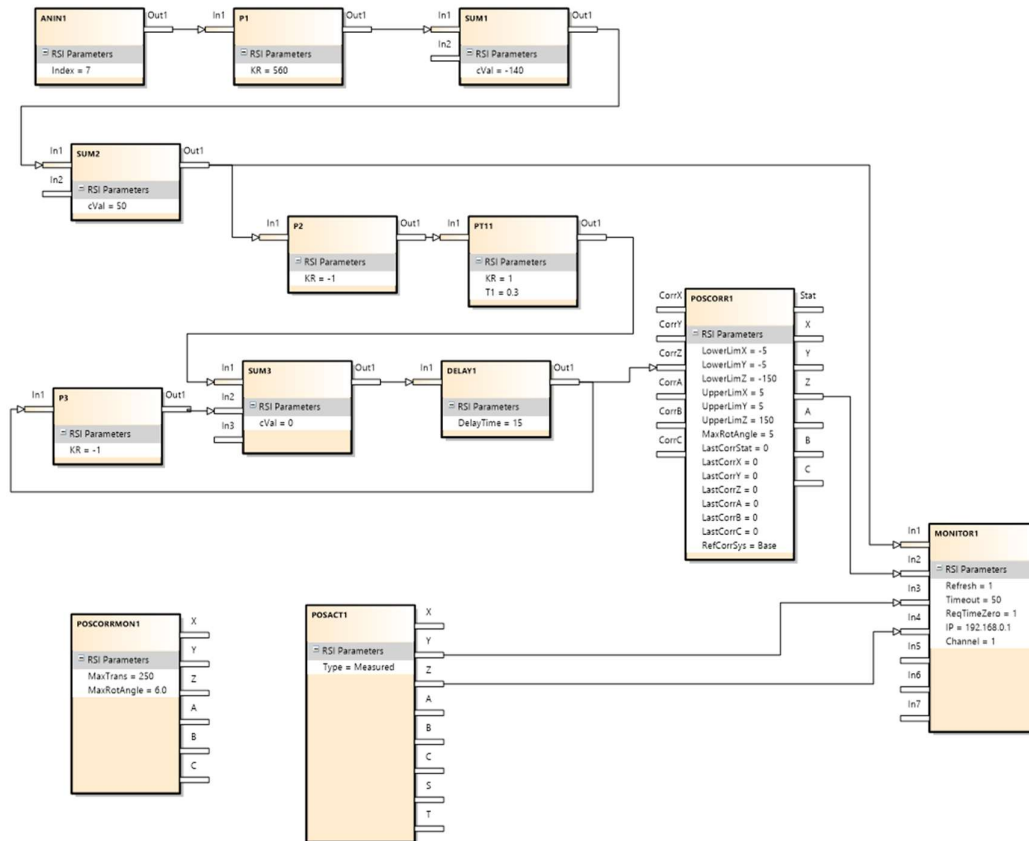 ANIN1
Out1
RSI Parameters
Index = 7
In1
P1
Out1
RSI Parameters
KR = 560
In1
In2
SUM1
Out1
RSI Parameters
cVal = -140
In1
In2
SUM2
Out1
RSI Parameters
cVal = 50
In1
P2
Out1
RSI Parameters
KR = -1
In1
PT11
Out1
RSI Parameters
KR = 1
T1 = 0.3
In1
P3
Out1
RSI Parameters
KR = -1
In1
In2
In3
SUM3
Out1
RSI Parameters
cVal = 0
In1
DELAY1
Out1
RSI Parameters
DelayTime = 15
CorrX
CorrY
CorrZ
CorrA
CorrB
CorrC
POSCORR1
RSI Parameters
LowerLimX = -5
LowerLimY = -5
LowerLimZ = -150
UpperLimX = 5
UpperLimY = 5
UpperLimZ = 150
MaxRotAngle = 5
LastCorrStat = 0
LastCorrX = 0
LastCorrY = 0
LastCorrZ = 0
LastCorrA = 0
LastCorrB = 0
LastCorrC = 0
RefCorrSys = Base
Stat
X
Y
Z
A
B
C
In1
In2
In3
In4
In5
In6
In7
MONITOR1
RSI Parameters
Refresh = 1
Timeout = 50
ReqTimeZero = 1
IP = 192.168.0.1
Channel = 1
POSCORRMON1
RSI Parameters
MaxTrans = 250
MaxRotAngle = 6.0
X
Y
Z
A
B
C
POSACT1
RSI Parameters
Type = Measured
X
Y
Z
A
B
C
S
T